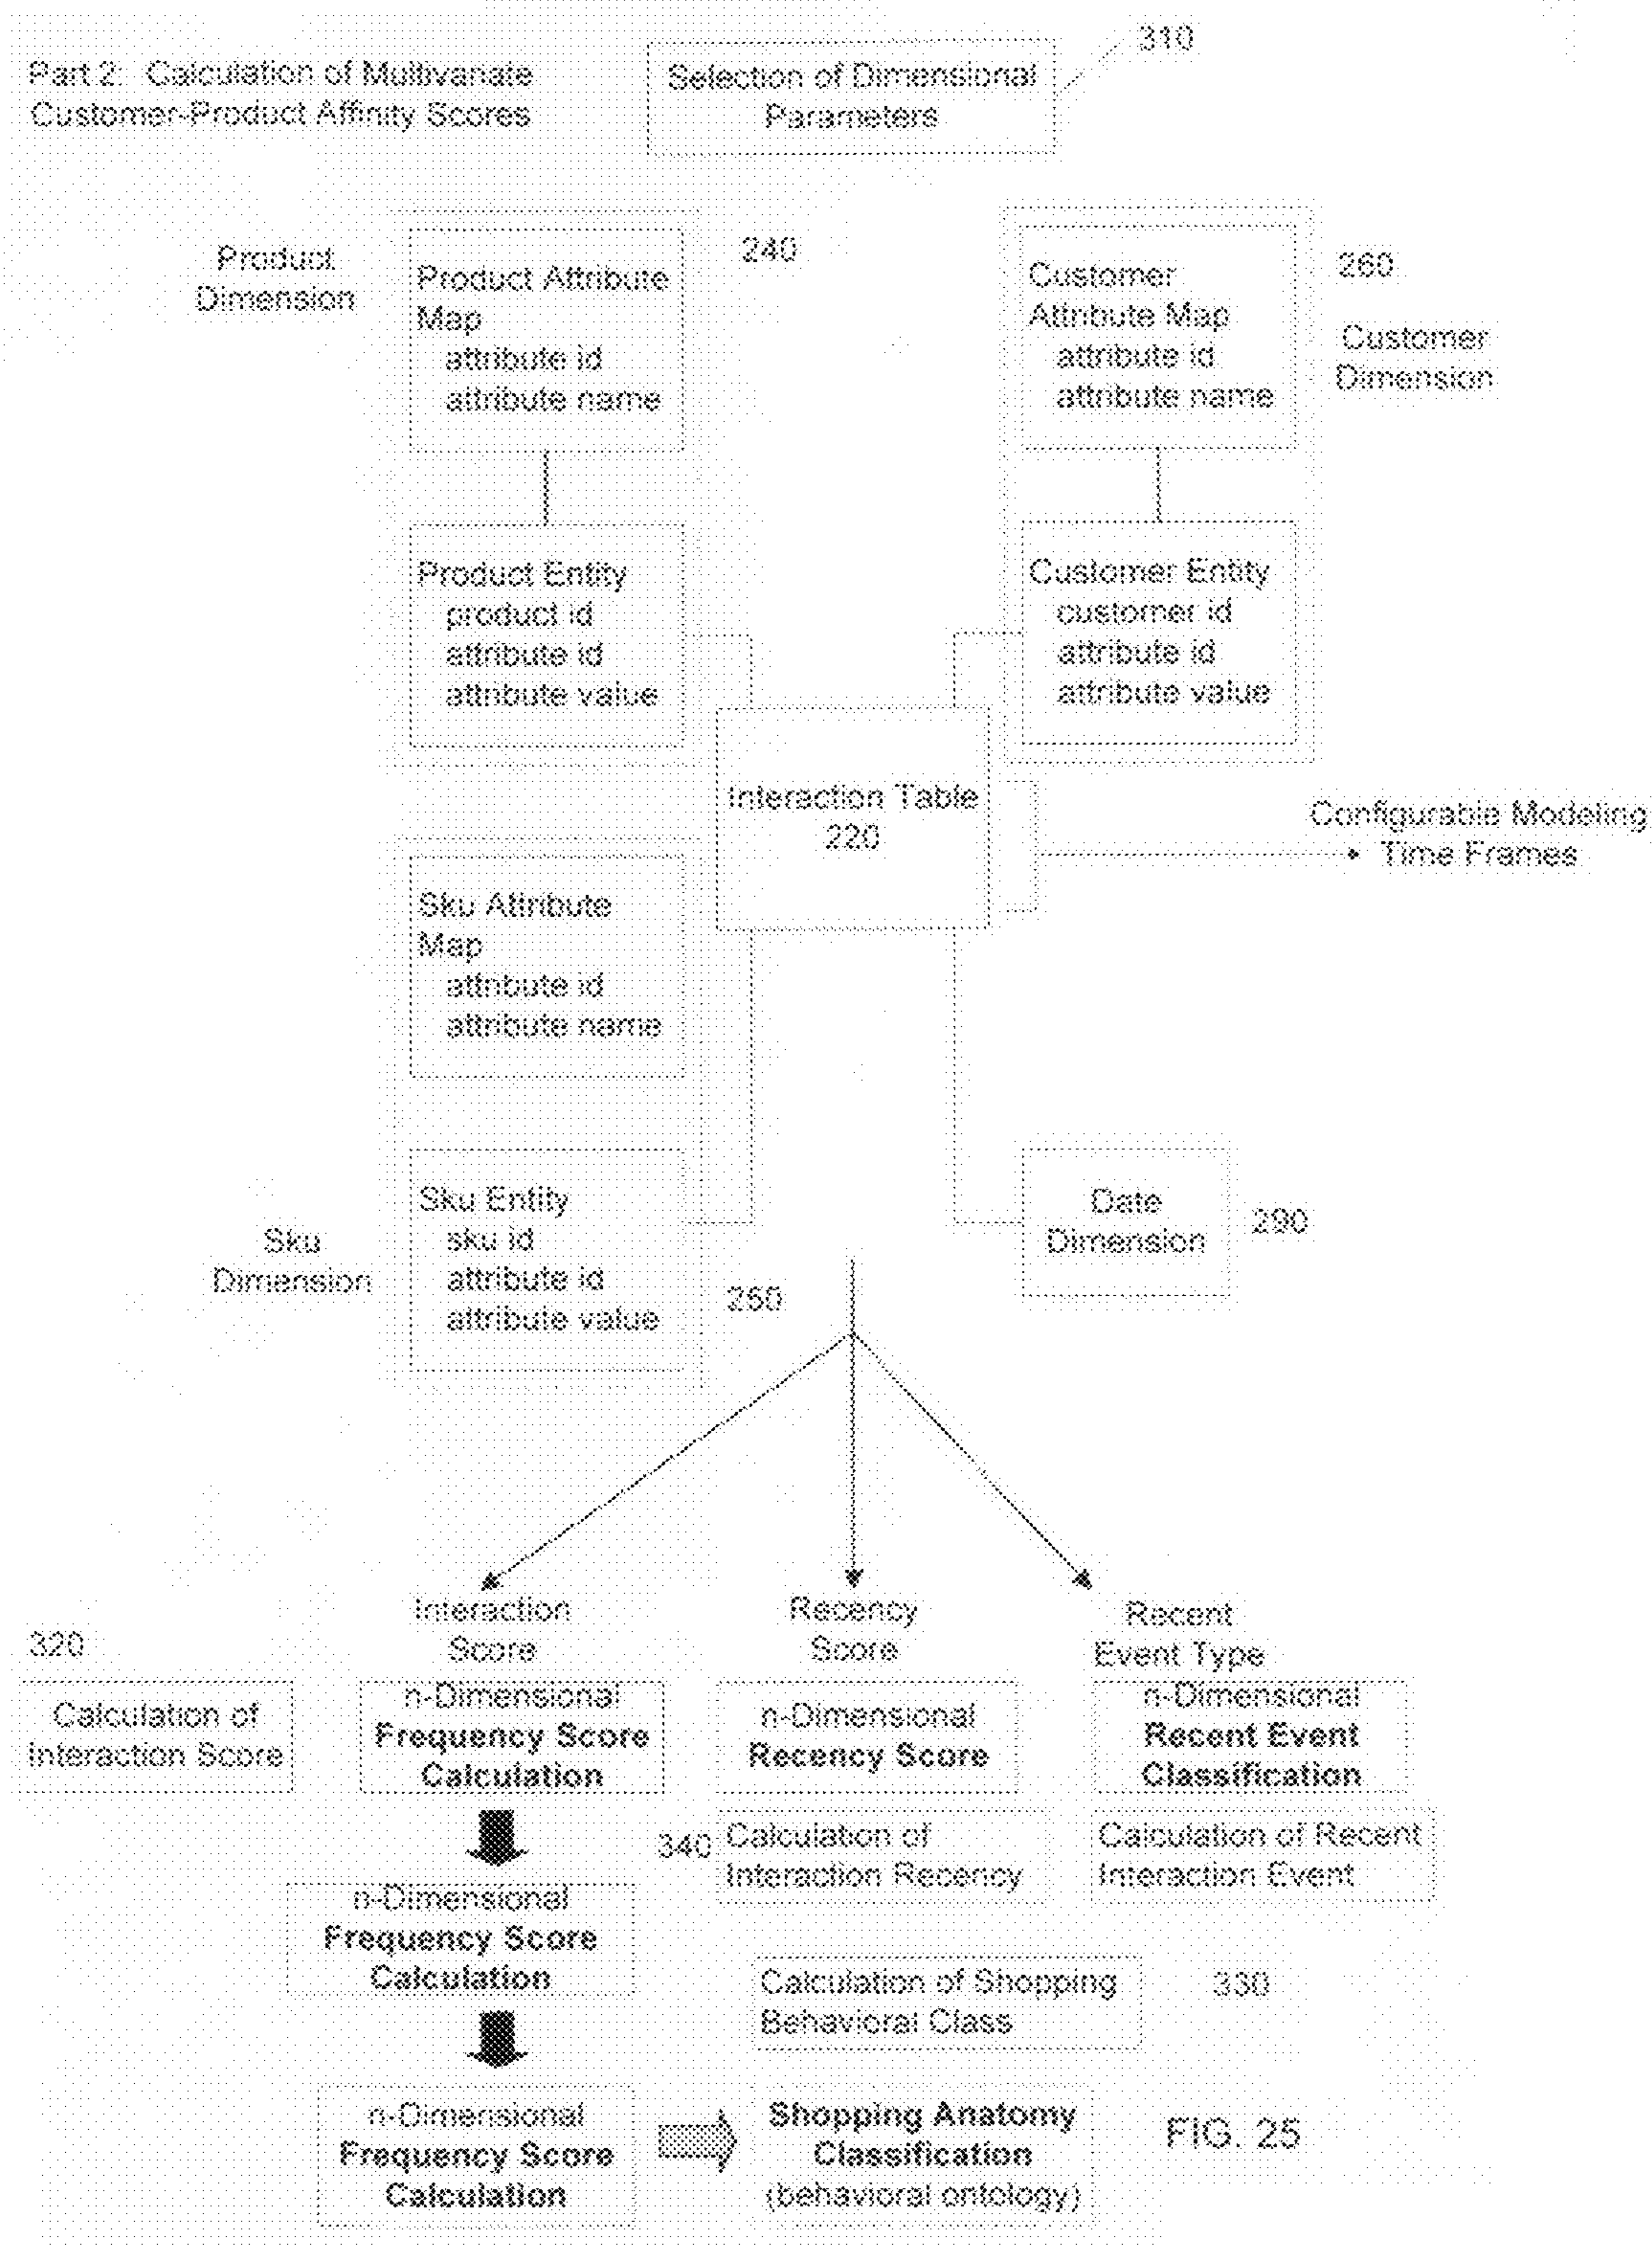 Part 2: Calculation of Multivariate
Customer-Product Affinity Scores
Selection of Dimensional
Parameters
310
Product
Dimension
Product Attribute
Map
attribute id
attribute name
240
Customer
Attribute Map
attribute id
attribute name
260
Customer
Dimension
Product Entity
product id
attribute id
attribute value
Customer Entity
customer id
attribute id
attribute value
Interaction Table
220
Configurable Modeling
Time Frames
Sku Attribute
Map
attribute id
attribute name
Sku
Dimension
Sku Entity
sku id
attribute id
attribute value
250
Date
Dimension
290
Interaction
Score
Recency
Score
Recent
Event Type
320
Calculation of
Interaction Score
n-Dimensional
Frequency Score
Calculation
n-Dimensional
Recency Score
n-Dimensional
Recent Event
Classification
340
Calculation of
Interaction Recency
Calculation of Recent
Interaction Event
n-Dimensional
Frequency Score
Calculation
Calculation of Shopping
Behavioral Class
330
n-Dimensional
Frequency Score
Calculation
Shopping Anatomy
Classification
(behavioral ontology)
FIG. 25